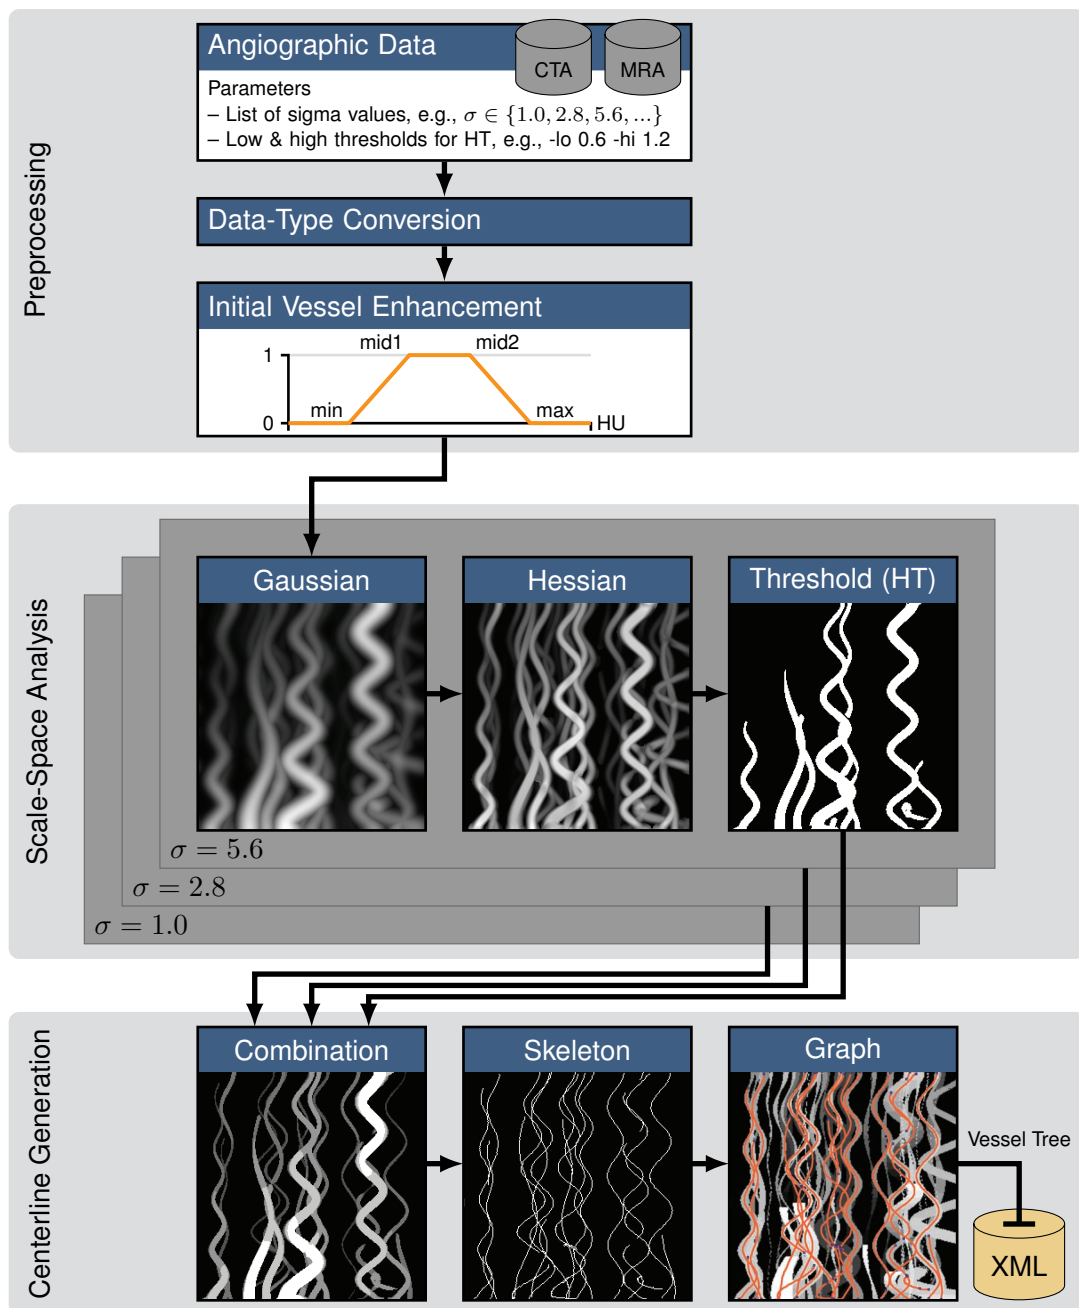 Preprocessing
Angiographic Data
CTA
MRA
Parameters
– List of sigma values, e.g., σ ∈ {1.0, 2.8, 5.6, ...}
– Low & high thresholds for HT, e.g., -lo 0.6 -hi 1.2
Data-Type Conversion
Initial Vessel Enhancement
mid1
mid2
1
min
max
0
HU
Scale-Space Analysis
Gaussian
Hessian
Threshold (HT)
σ = 5.6
σ = 2.8
σ = 1.0
Centerline Generation
Combination
Skeleton
Graph
Vessel Tree
XML